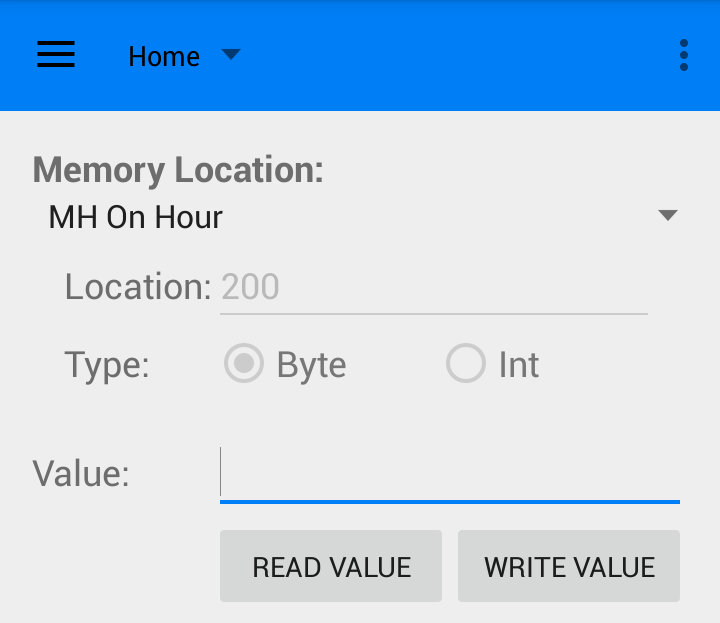 Home
Memory Location:
MH On Hour
Location: 200
Type: Byte Int
Value:
READ VALUE WRITE VALUE